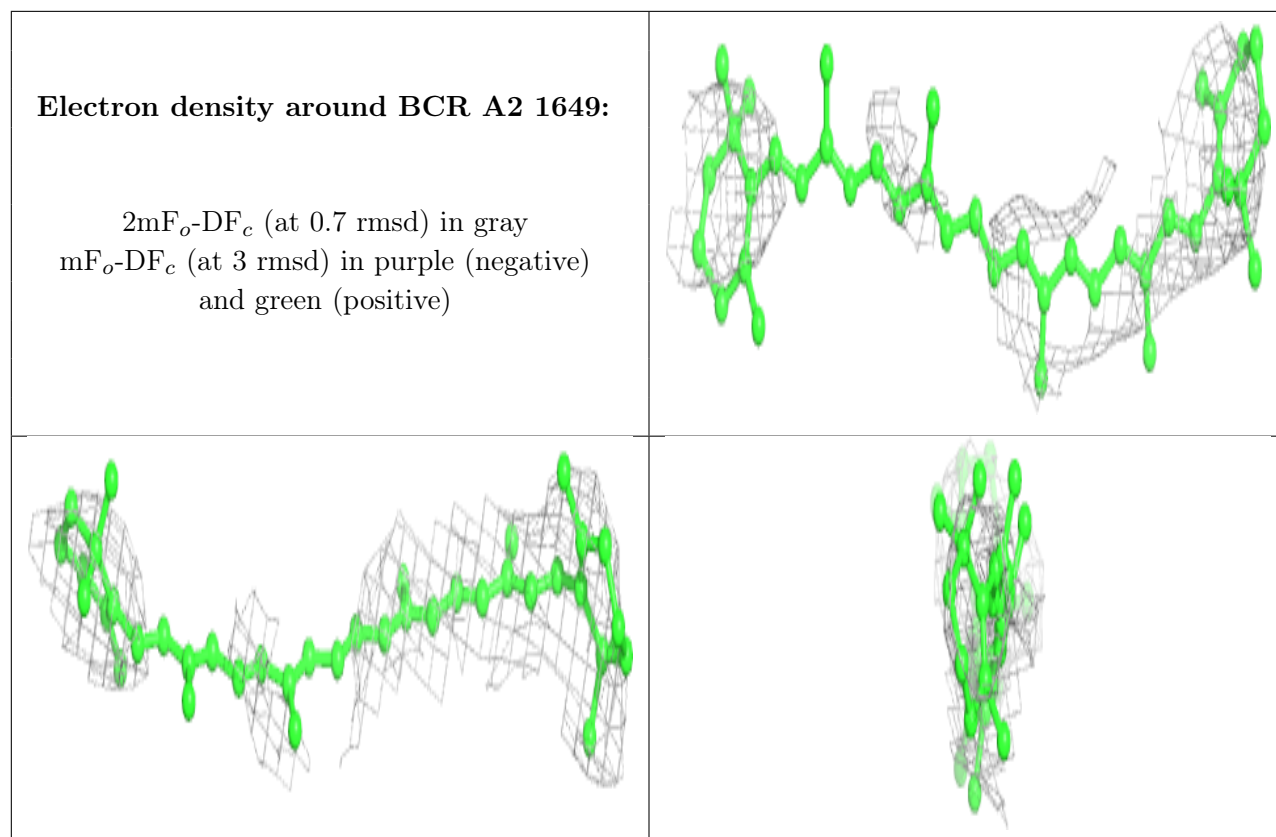 Electron density around BCR A2 1649:
2mFo-DFc (at 0.7 rmsd) in gray
mFo-DFc (at 3 rmsd) in purple (negative)
and green (positive)